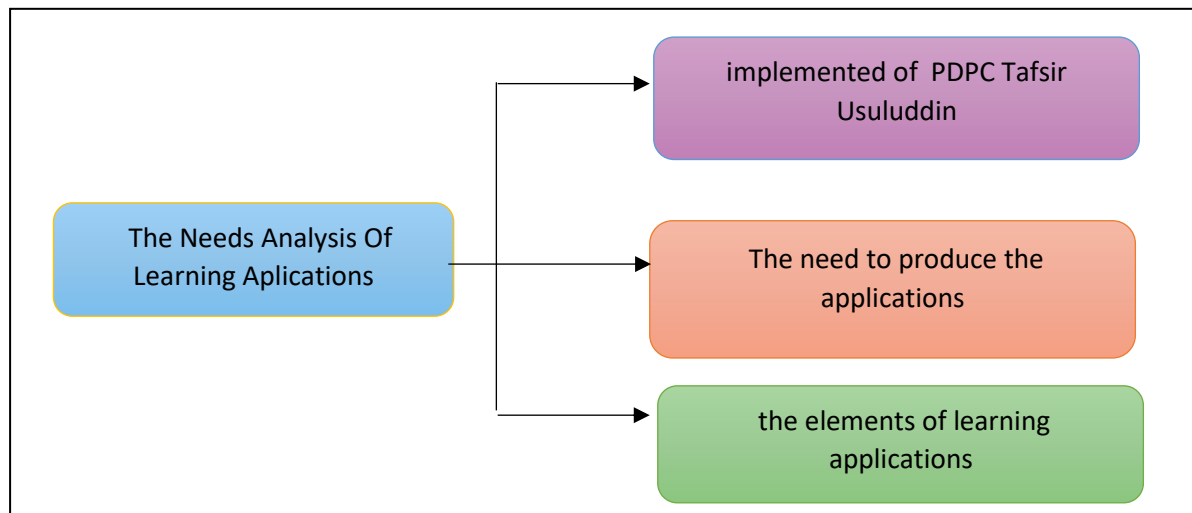 implemented of PDPC Tafsir
Usuluddin
The Needs Analysis Of
Learning Aplications
The need to produce the
applications
the elements of learning
applications